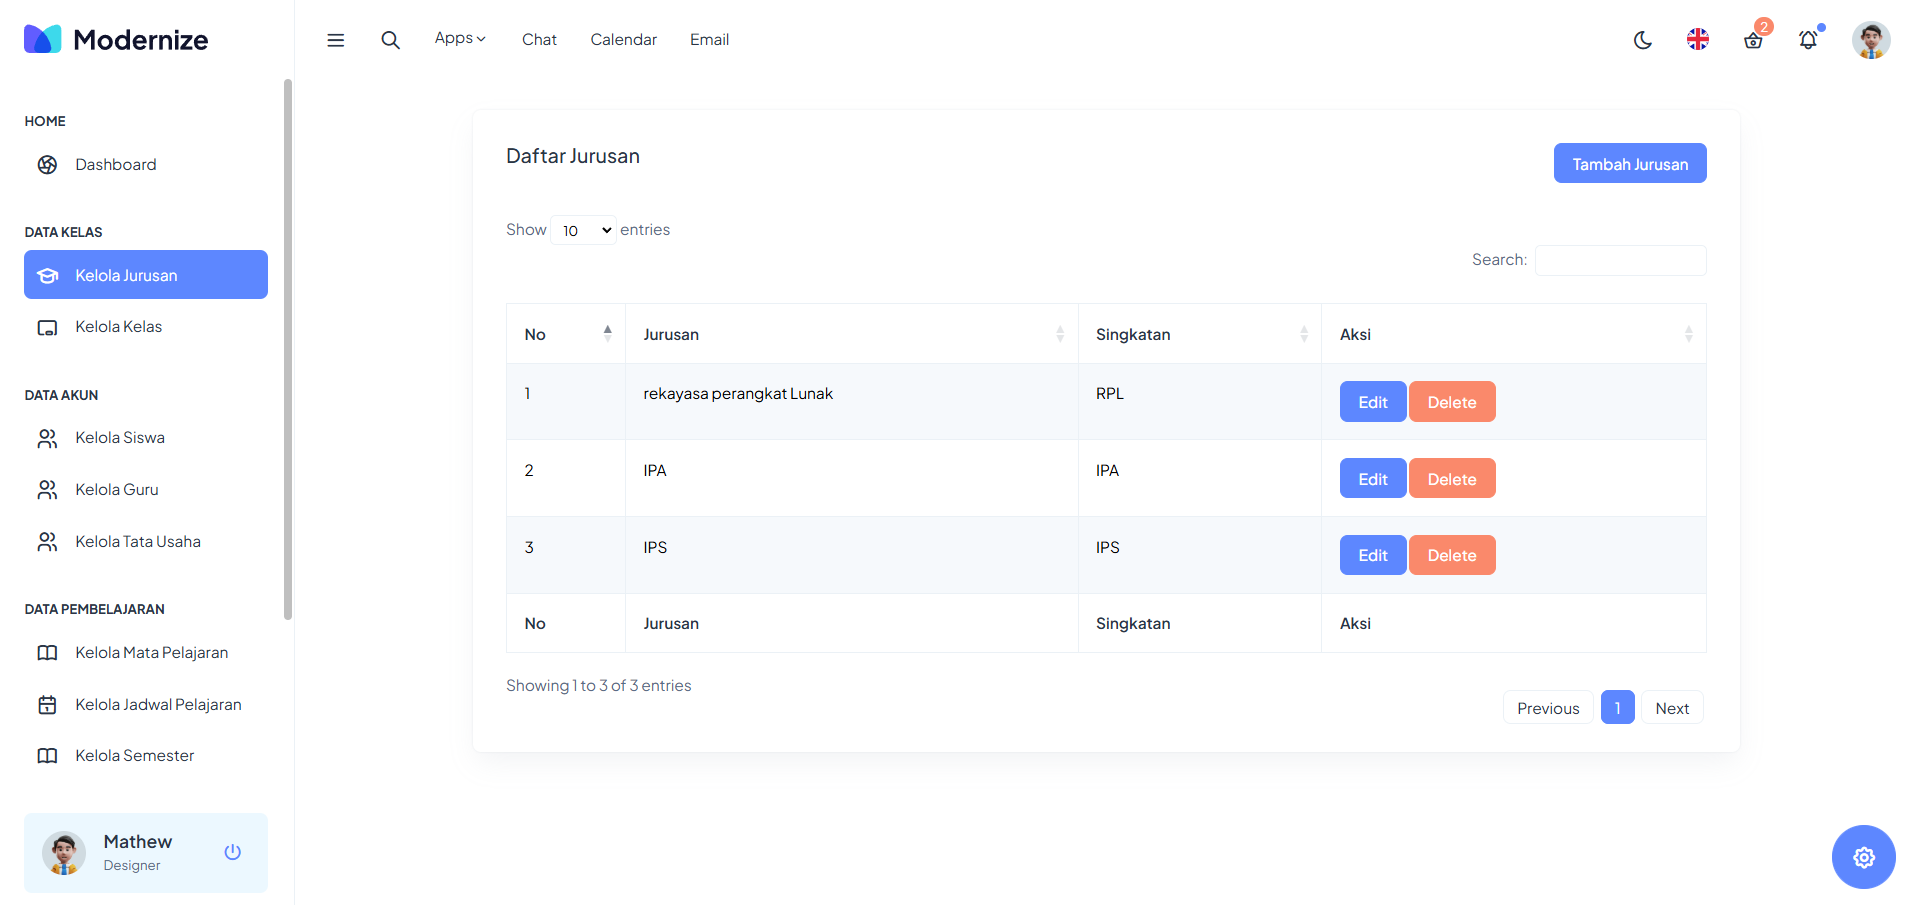 Modernize
Apps Chat Calendar Email
2
HOME
Dashboard
DATA KELAS
Kelola Jurusan
Kelola Kelas
DATA AKUN
Kelola Siswa
Kelola Guru
Kelola Tata Usaha
DATA PEMBELAJARAN
Kelola Mata Pelajaran
Kelola Jadwal Pelajaran
Kelola Semester
Mathew
Designer
Daftar Jurusan
Tambah Jurusan
Show 10 entries
Search:
No Jurusan Singkatan Aksi
1 rekayasa perangkat Lunak RPL Edit Delete
2 IPA IPA Edit Delete
3 IPS IPS Edit Delete
No Jurusan Singkatan Aksi
Showing 1 to 3 of 3 entries
Previous 1 Next